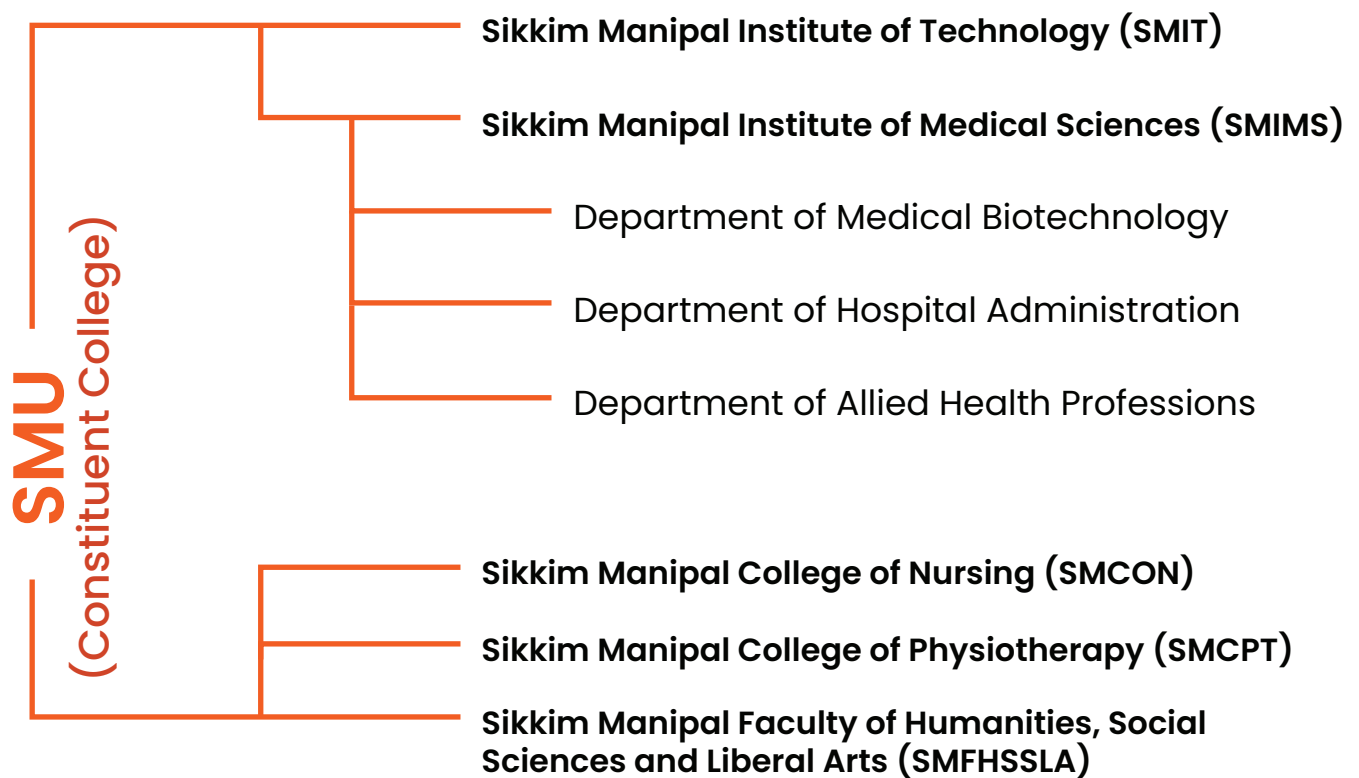 SMU
(Constituent College)
Sikkim Manipal Institute of Technology (SMIT)
Sikkim Manipal Institute of Medical Sciences (SMIMS)
Department of Medical Biotechnology
Department of Hospital Administration
Department of Allied Health Professions
Sikkim Manipal College of Nursing (SMCON)
Sikkim Manipal College of Physiotherapy (SMCPT)
Sikkim Manipal Faculty of Humanities, Social
Sciences and Liberal Arts (SMFHSSLA)